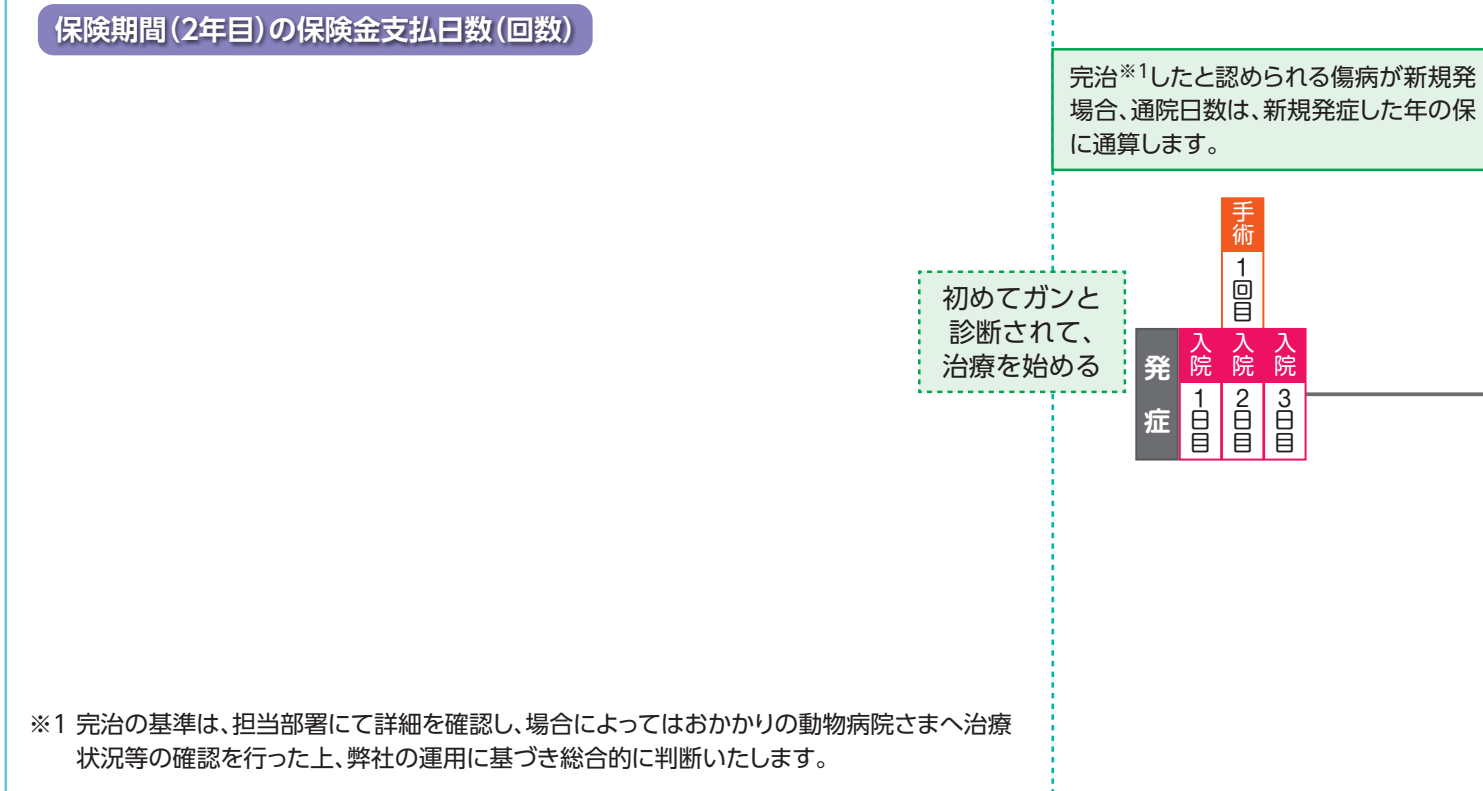 保険期間（2年目）の保険金支払日数（回数）
完治※1したと認められる傷病が新規発
場合、通院日数は、新規発症した年の保
に通算します。
手術
1回目
初めてガンと
診断されて、
治療を始める
発症
入院
1日目
入院
2日目
入院
3日目
※1 完治の基準は、担当部署にて詳細を確認し、場合によってはおかかりの動物病院さまへ治療
状況等の確認を行った上、弊社の運用に基づき総合的に判断いたします。